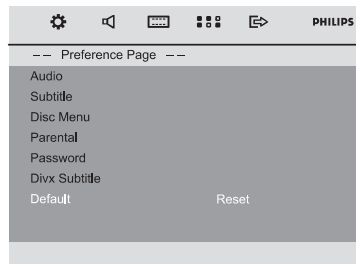 PHILIPS
-- Preference Page --
Audio
Subtitle
Disc Menu
Parental
Password
Divx Subtitle
Default Reset